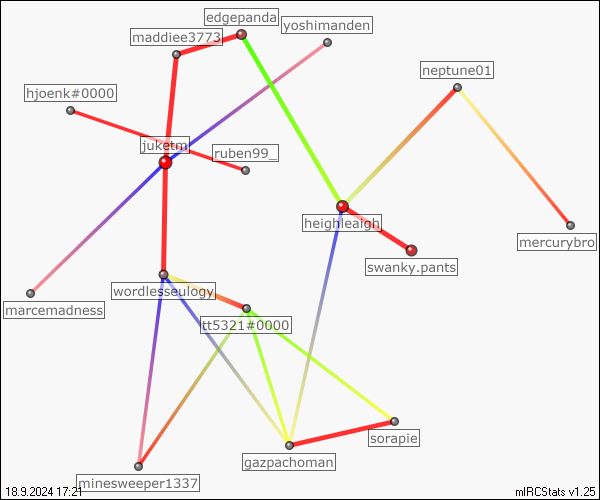 edgepanda
yoshimanden
maddiee3773
neptune01
hjoenk#0000
juketm
ruben99_
heighleaigh
mercurybro
swanky.pants
wordlesseulogy
marcemadness
tt5321#0000
sorapie
gazpachoman
minesweeper1337
18.9.2024 17:21
mIRCStats v1.25